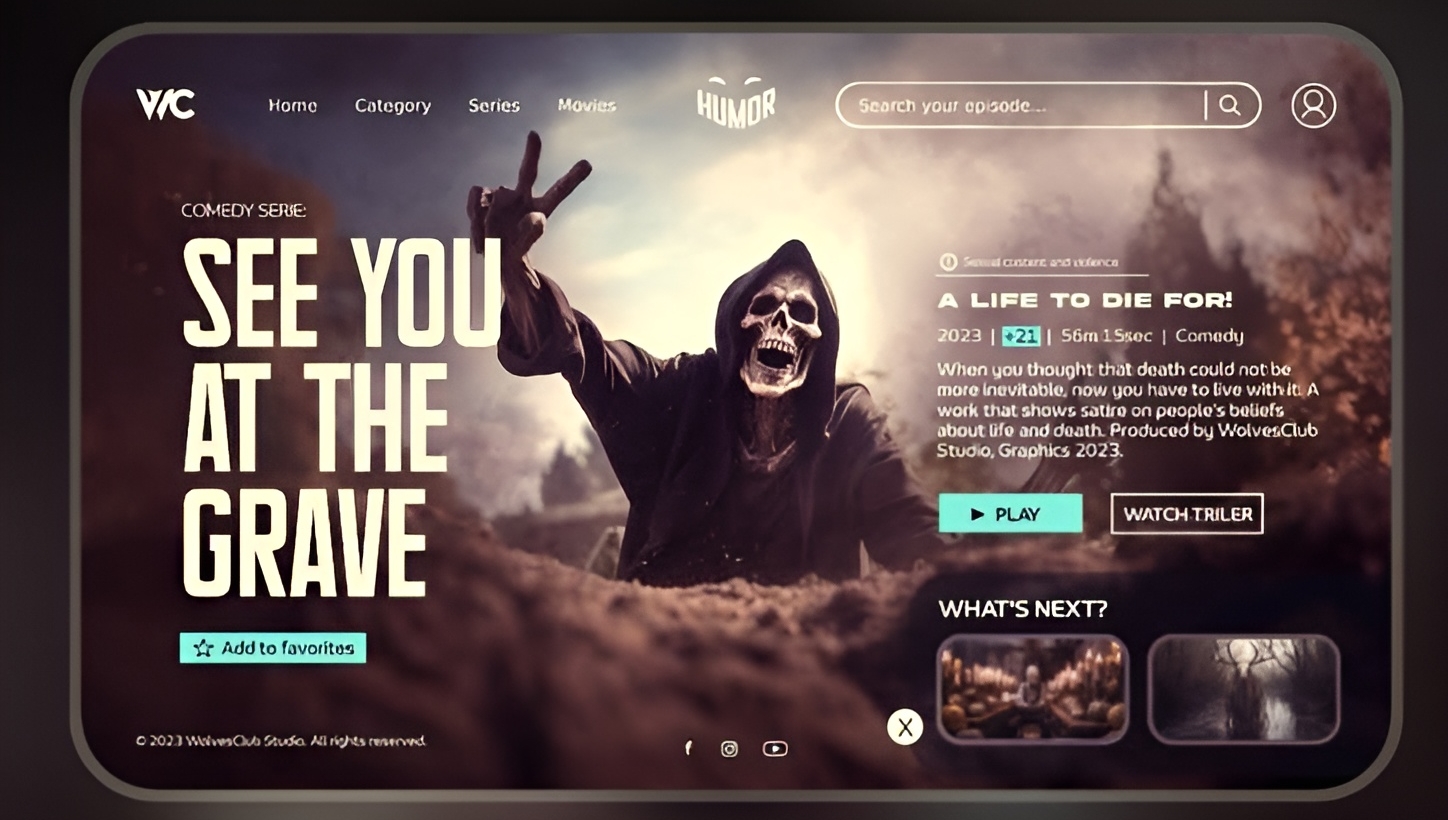 WC
Home
Category
Series
Movies
HUMOR
Search your episode...
COMEDY SERIE:
SEE YOU
AT THE
GRAVE
Add to favorites
© 2023 WolvesClub Studio. All rights reserved.
Sexual content and violence
A LIFE TO DIE FOR!
2023 | +21 | 56m 15sec | Comedy
When you thought that death could not be
more inevitable, now you have to live with it. A
work that shows satire on people's beliefs
about life and death. Produced by WolvesClub
Studio, Graphics 2023.
PLAY
WATCH TRILER
WHAT'S NEXT?
X